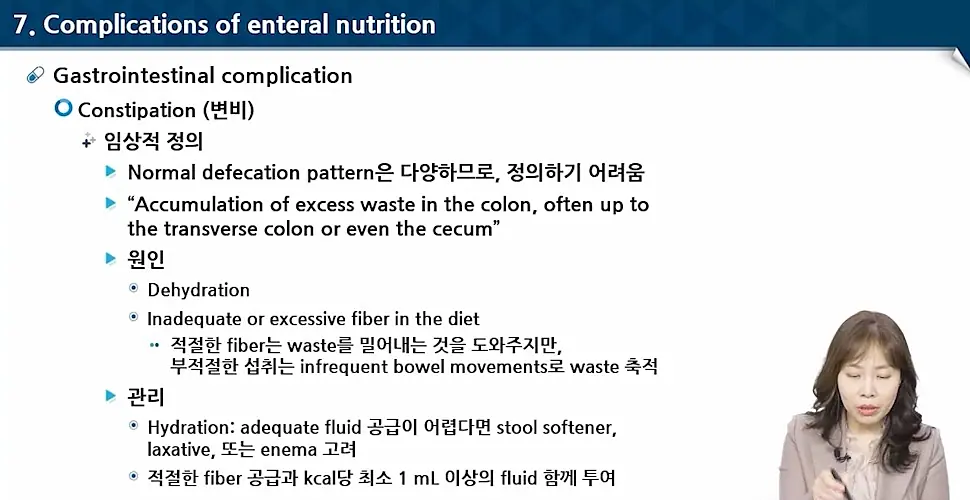 7. Complications of enteral nutrition
Gastrointestinal complication
Constipation (변비)
임상적 정의
Normal defecation pattern은 다양하므로, 정의하기 어려움
“Accumulation of excess waste in the colon, often up to
the transverse colon or even the cecum”
원인
Dehydration
Inadequate or excessive fiber in the diet
적절한 fiber는 waste를 밀어내는 것을 도와주지만,
부적절한 섭취는 infrequent bowel movements로 waste 축적
관리
Hydration: adequate fluid 공급이 어렵다면 stool softener,
laxative, 또는 enema 고려
적절한 fiber 공급과 kcal당 최소 1 mL 이상의 fluid 함께 투여